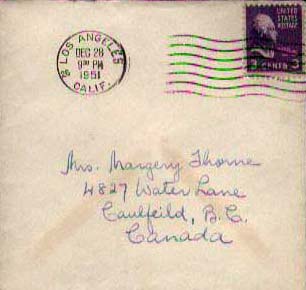 LOS ANGELES
DEC 28
9 30 PM
1951
CALIF.
UNITED
STATES
POSTAGE
3 CENTS 3
Mrs. Margery Thorne
4827 Water Lane
Caulfeild, B.C.
Canada